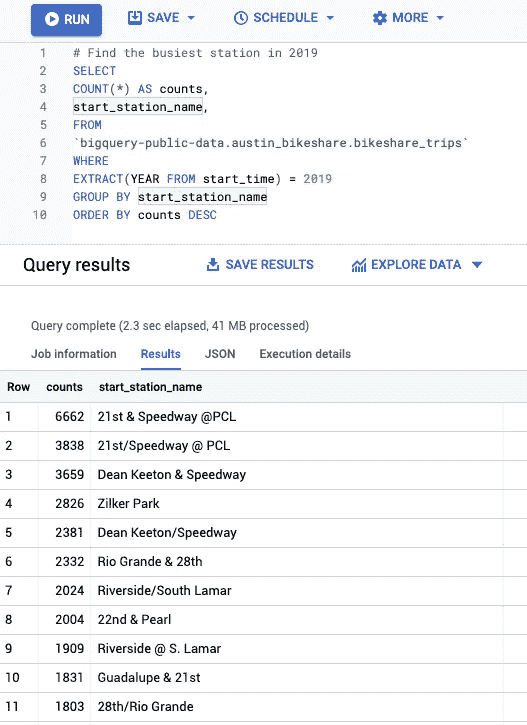 RUN SAVE SCHEDULE MORE
1 # Find the busiest station in 2019
2 SELECT
3 COUNT(*) AS counts,
4 start_station_name,
5 FROM
6 `bigquery-public-data.austin_bikeshare.bikeshare_trips`
7 WHERE
8 EXTRACT(YEAR FROM start_time) = 2019
9 GROUP BY start_station_name
10 ORDER BY counts DESC
Query results SAVE RESULTS EXPLORE DATA
Query complete (2.3 sec elapsed, 41 MB processed)
Job information Results JSON Execution details
Row counts start_station_name
1 6662 21st & Speedway @PCL
2 3838 21st/Speedway @ PCL
3 3659 Dean Keeton & Speedway
4 2826 Zilker Park
5 2381 Dean Keeton/Speedway
6 2332 Rio Grande & 28th
7 2024 Riverside/South Lamar
8 2004 22nd & Pearl
9 1909 Riverside @ S. Lamar
10 1831 Guadalupe & 21st
11 1803 28th/Rio Grande